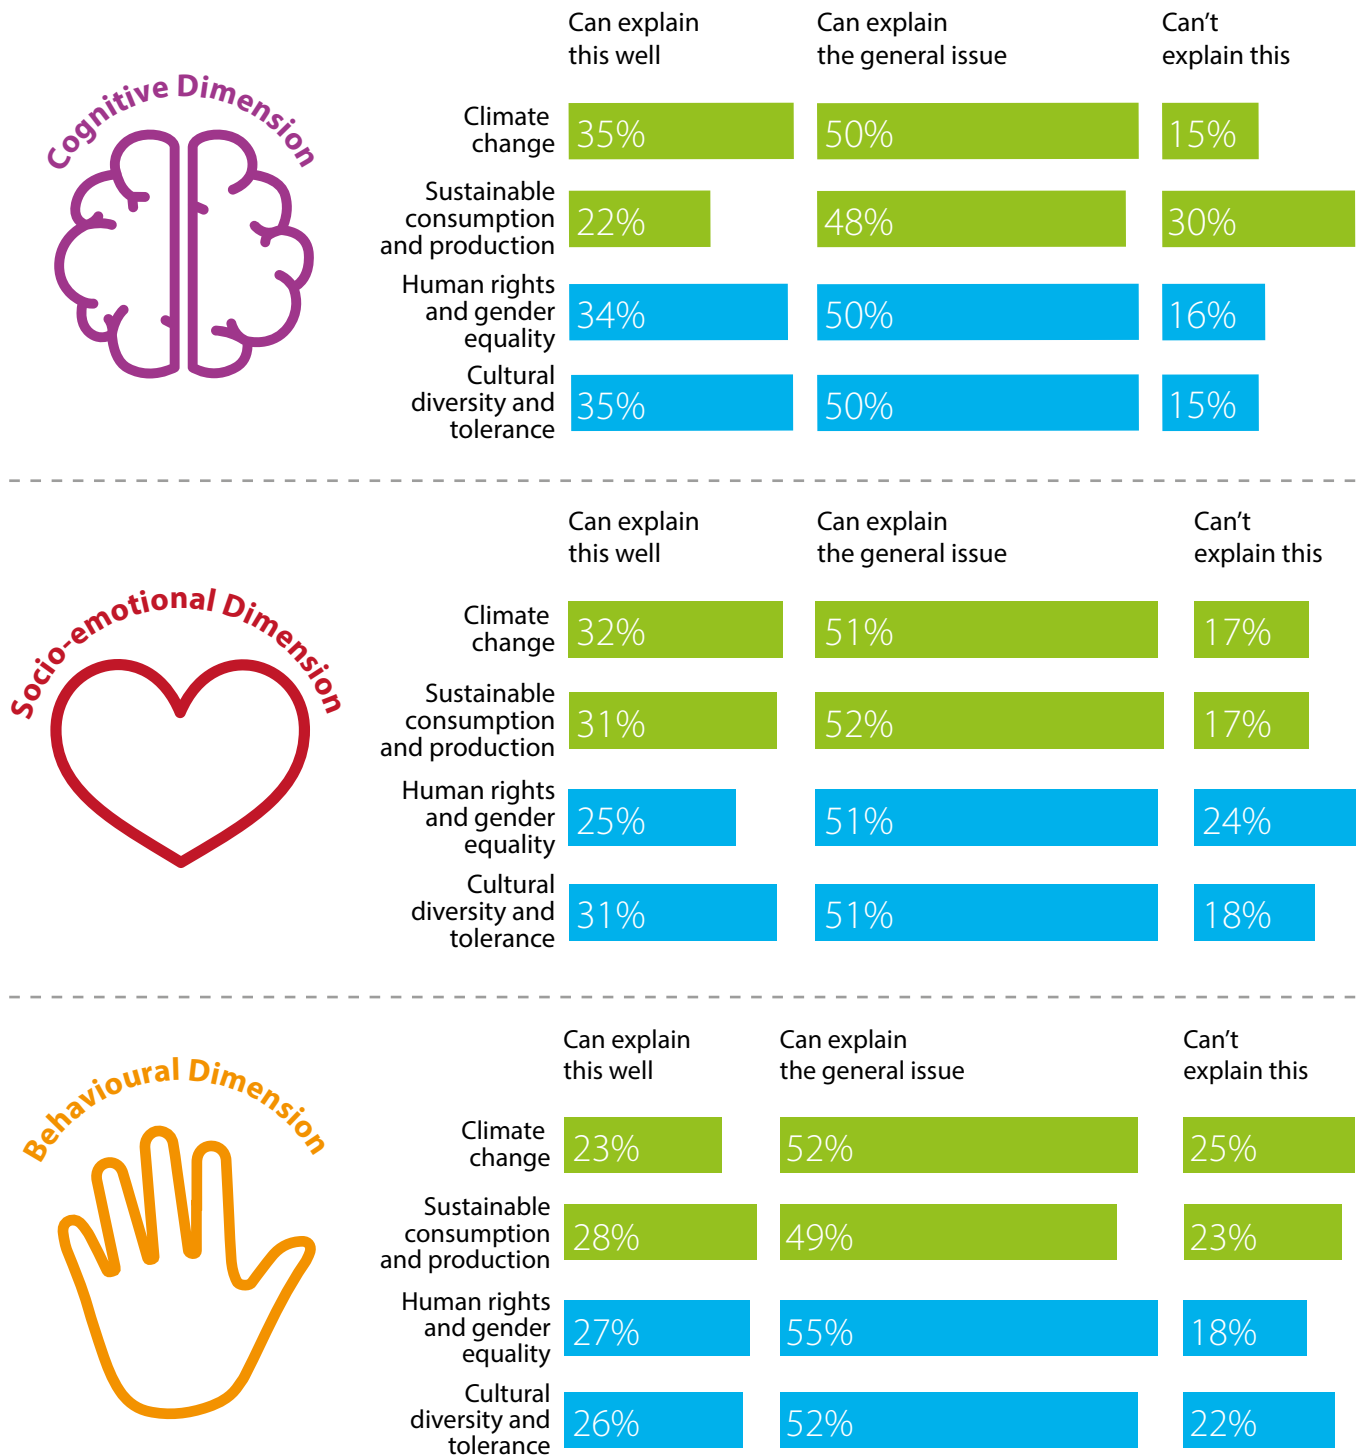 Can explain
this well
Can explain
the general issue
Can't
explain this
Cognitive Dimension
Climate
change
35%
50%
15%
Sustainable
consumption
and production
22%
48%
30%
Human rights
and gender
equality
34%
50%
16%
Cultural
diversity and
tolerance
35%
50%
15%
Can explain
this well
Can explain
the general issue
Can't
explain this
Socio-emotional Dimension
Climate
change
32%
51%
17%
Sustainable
consumption
and production
31%
52%
17%
Human rights
and gender
equality
25%
51%
24%
Cultural
diversity and
tolerance
31%
51%
18%
Can explain
this well
Can explain
the general issue
Can't
explain this
Behavioural Dimension
Climate
change
23%
52%
25%
Sustainable
consumption
and production
28%
49%
23%
Human rights
and gender
equality
27%
55%
18%
Cultural
diversity and
tolerance
26%
52%
22%